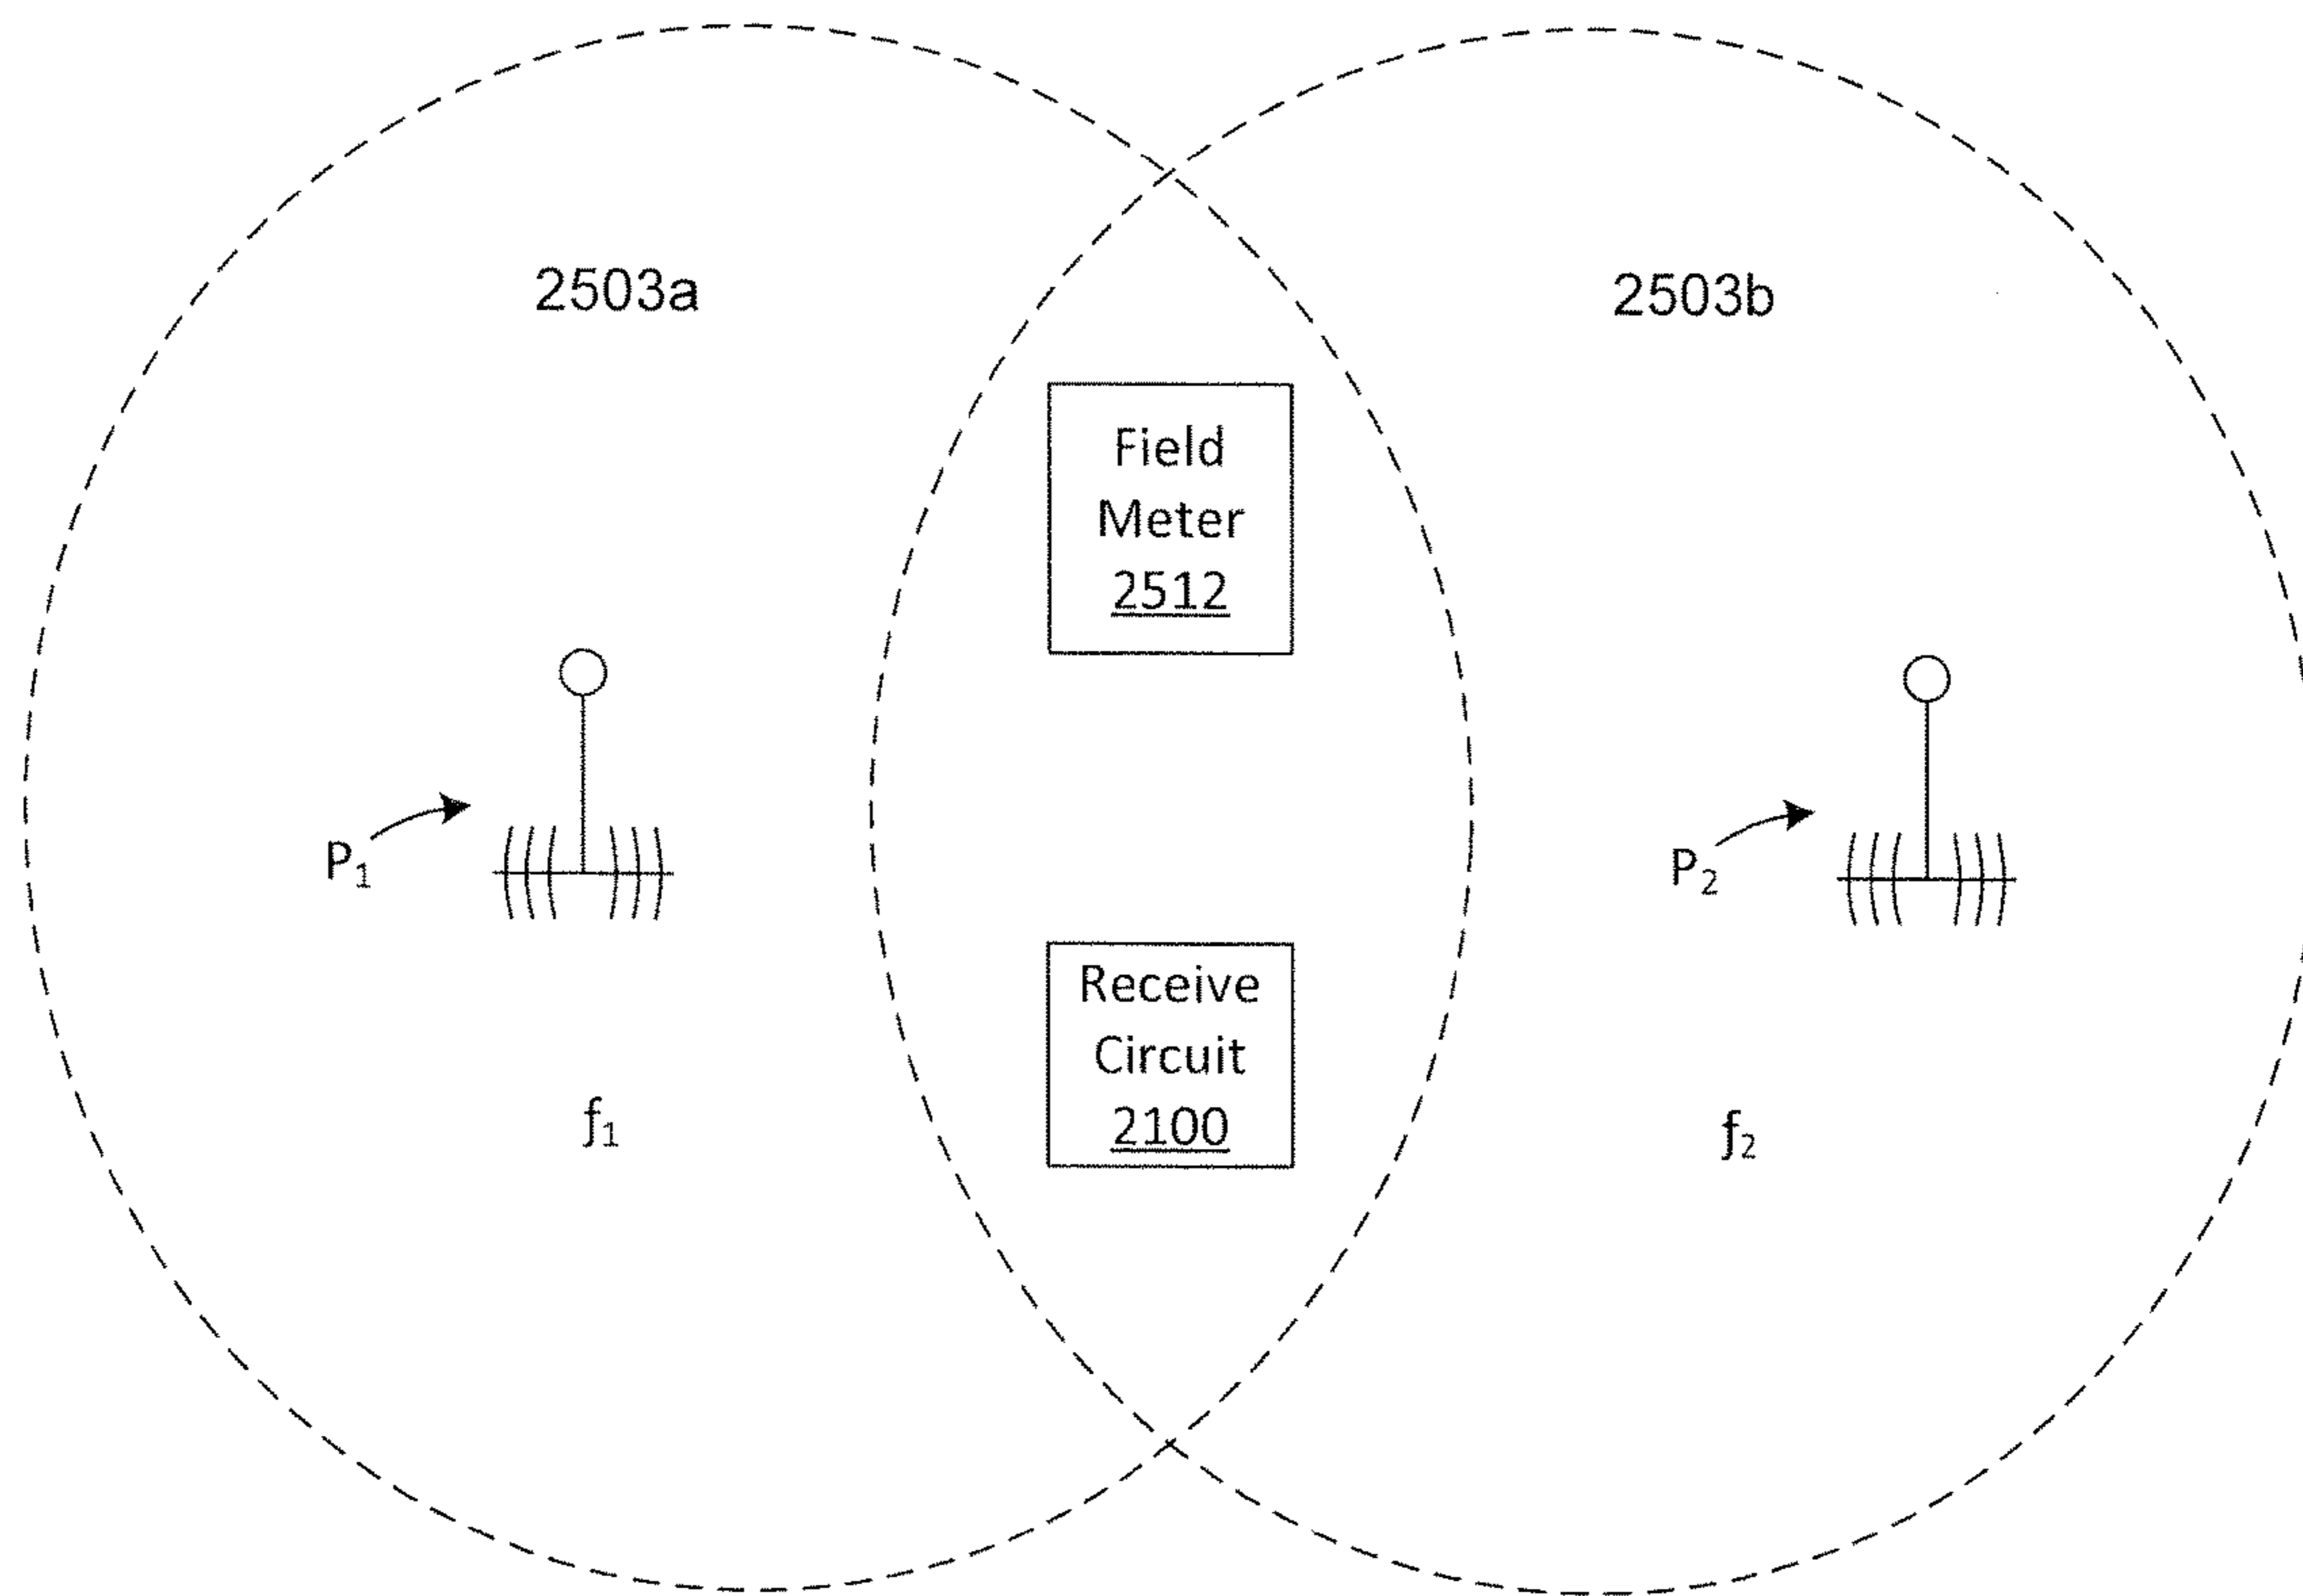 2503a
2503b
Field
Meter
2512
P₁
P₂
Receive
Circuit
2100
f₁
f₂